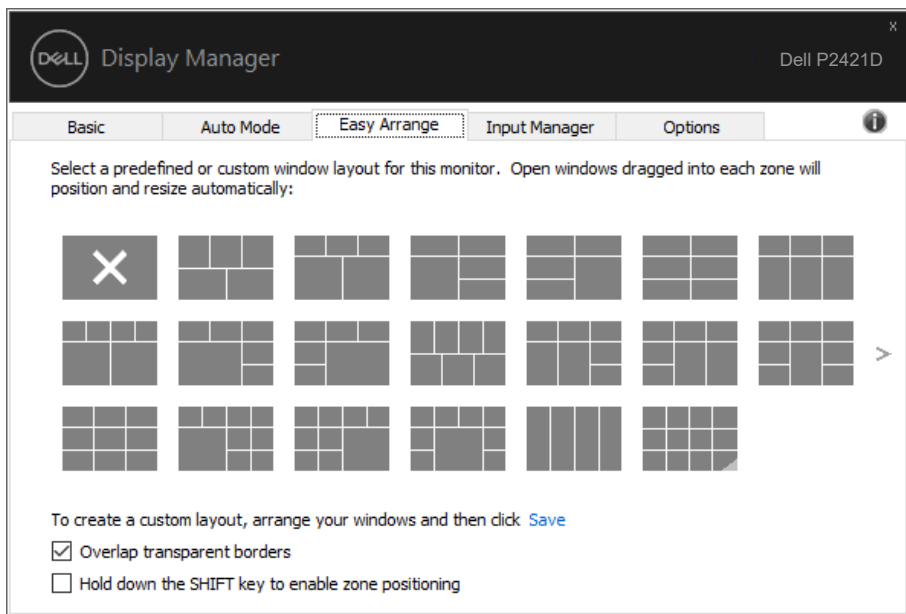 x
DELL Display Manager
Dell P2421D
Basic Auto Mode Easy Arrange Input Manager Options i
Select a predefined or custom window layout for this monitor. Open windows dragged into each zone will
position and resize automatically:
>
To create a custom layout, arrange your windows and then click Save
Overlap transparent borders
Hold down the SHIFT key to enable zone positioning